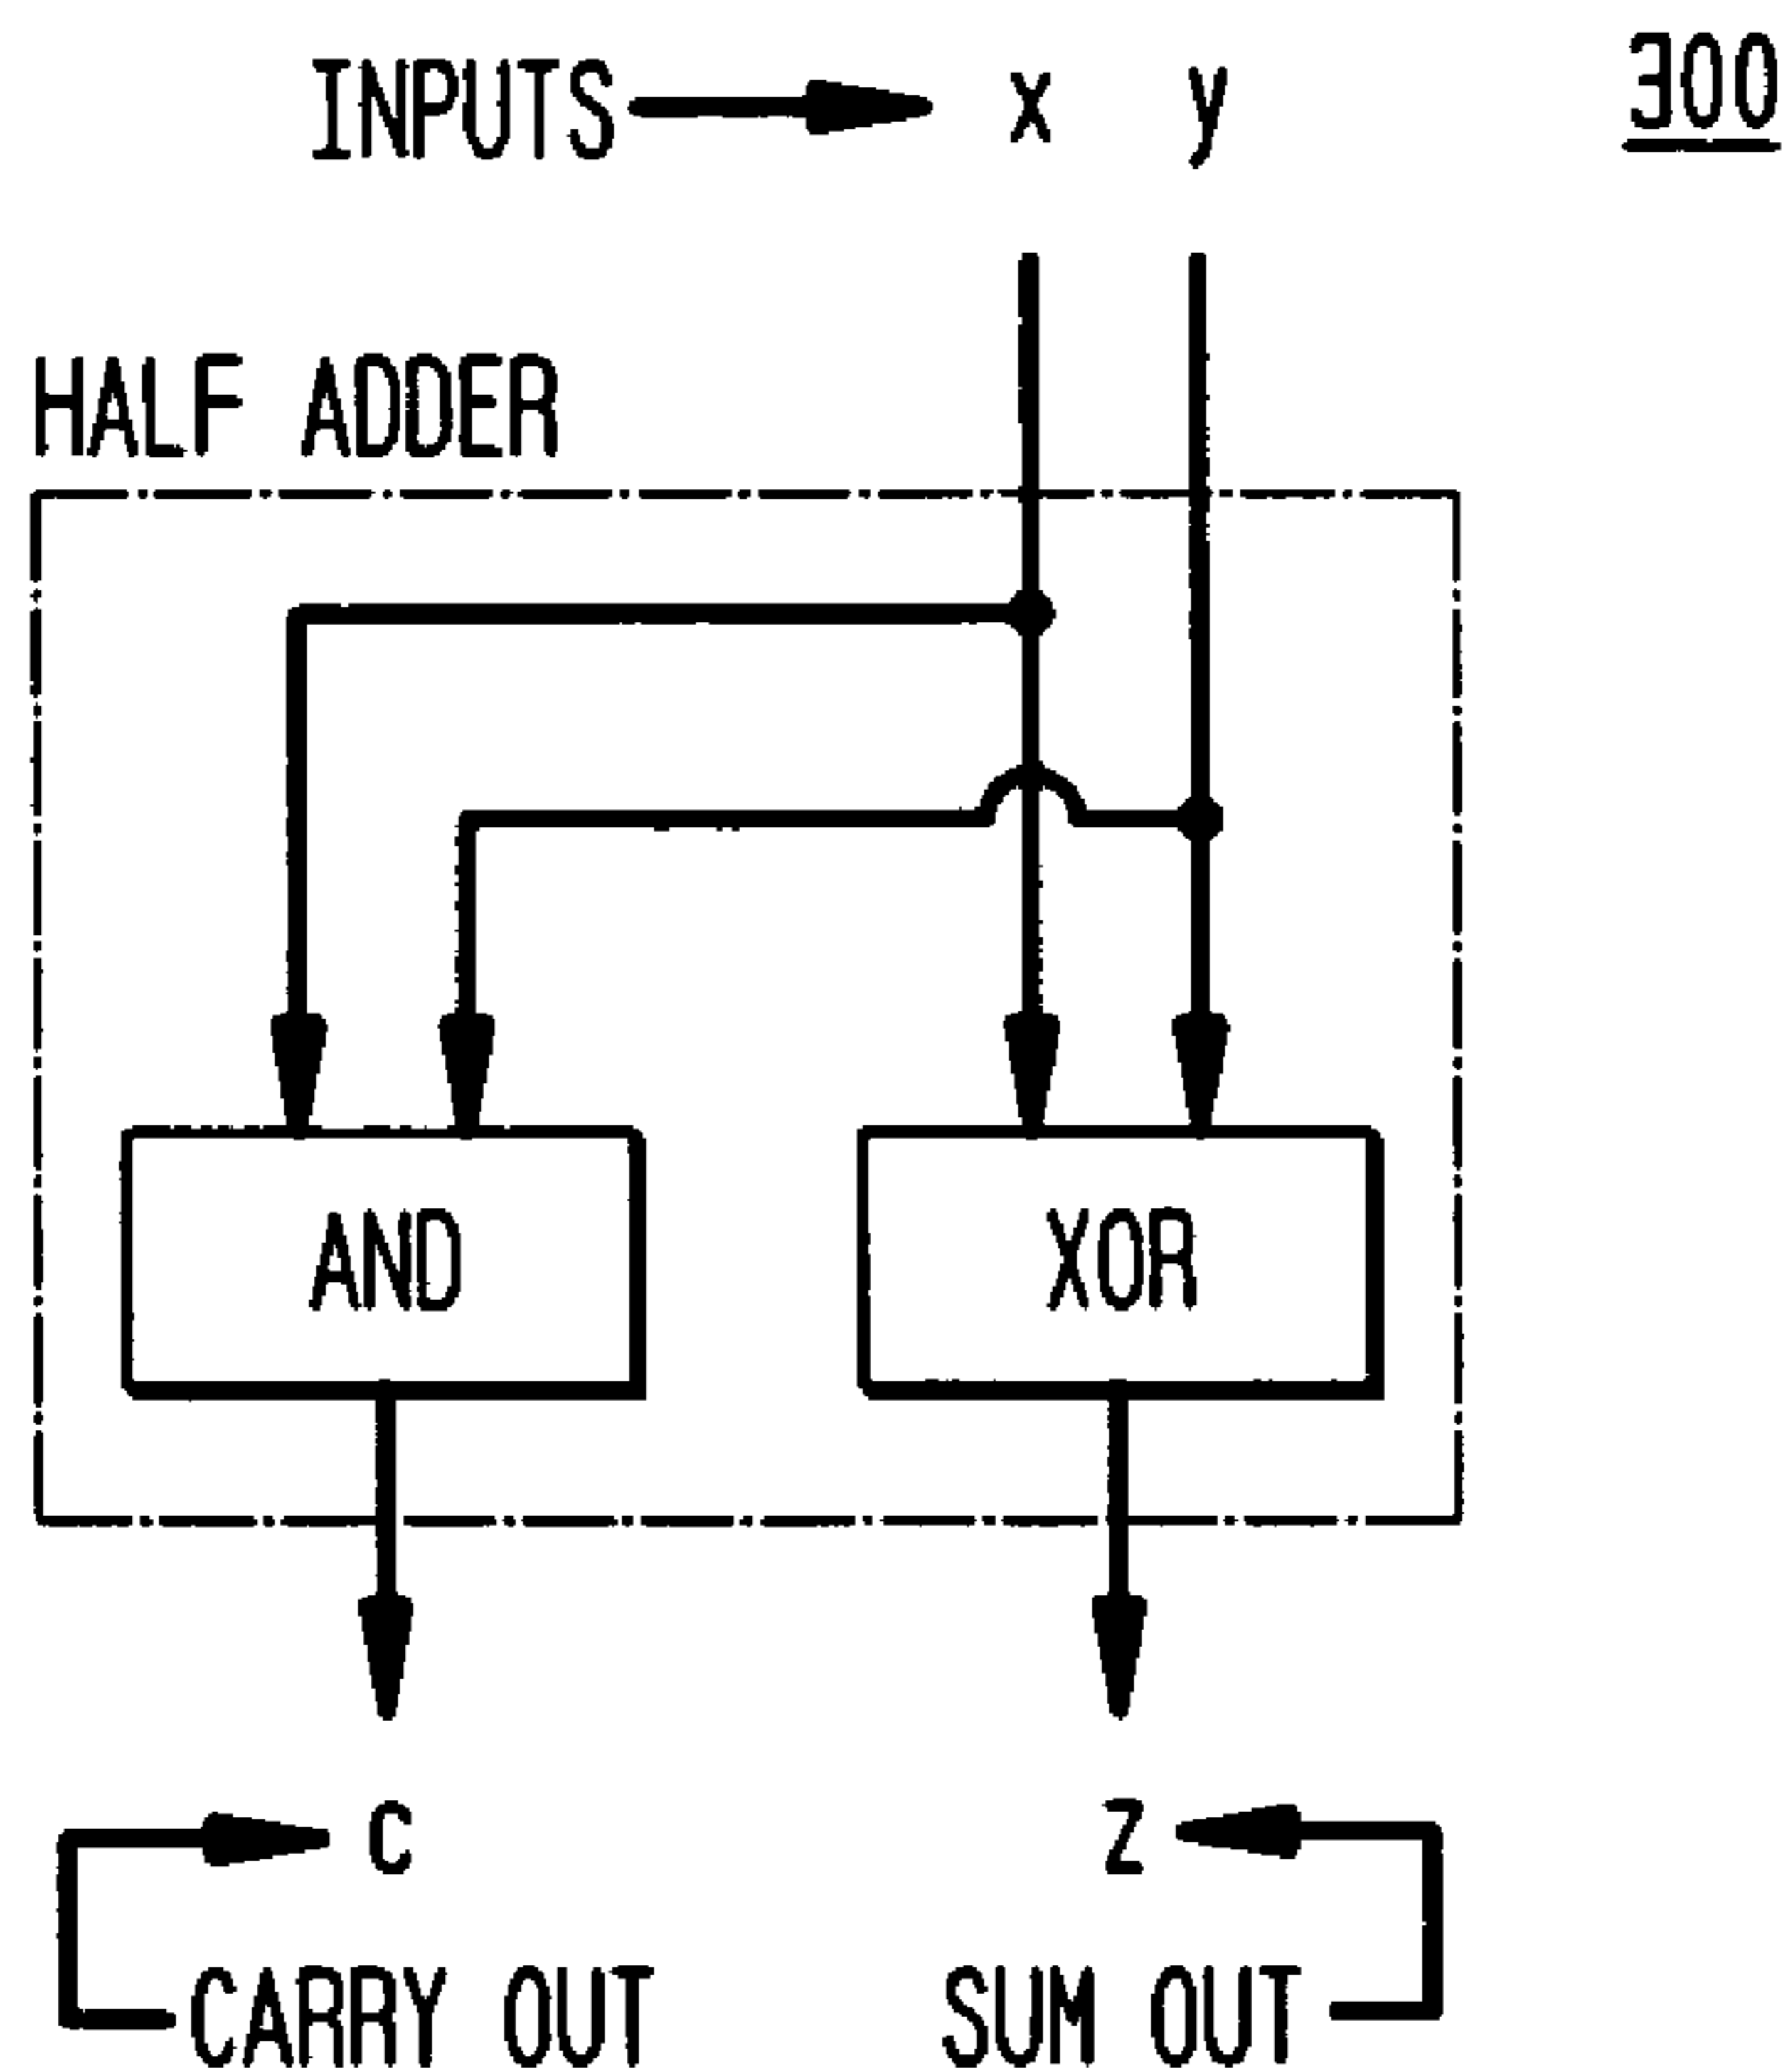 INPUTS x y
300
HALF ADDER
AND
XOR
C
Z
CARRY OUT
SUM OUT